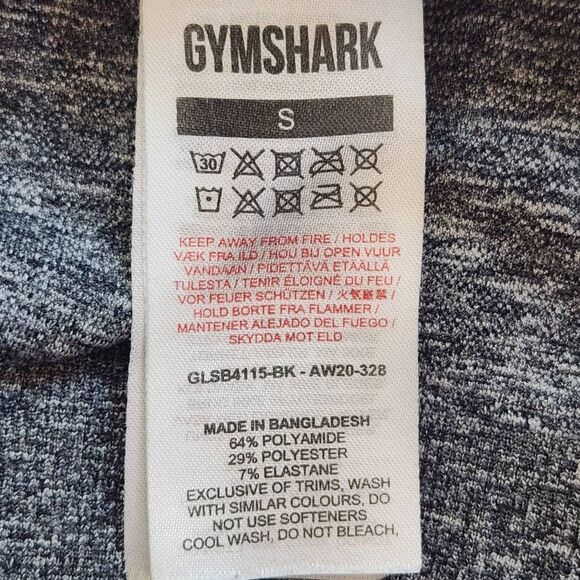 GYMSHARK
S
30
KEEP AWAY FROM FIRE / HOLDES
VÆK FRA ILD / HOU BIJ OPEN VUUR
VANDAAN / PIDETTÄVÄ ETÄÄLLÄ
TULESTA / TENIR ÉLOIGNÉ DU FEU /
VOR FEUER SCHÜTZEN / 火気厳禁 /
HOLD BORTE FRA FLAMMER /
MANTENER ALEJADO DEL FUEGO /
SKYDDA MOT ELD
GLSB4115-BK - AW20-328
MADE IN BANGLADESH
64% POLYAMIDE
29% POLYESTER
7% ELASTANE
EXCLUSIVE OF TRIMS, WASH
WITH SIMILAR COLOURS, DO
NOT USE SOFTENERS
COOL WASH, DO NOT BLEACH,